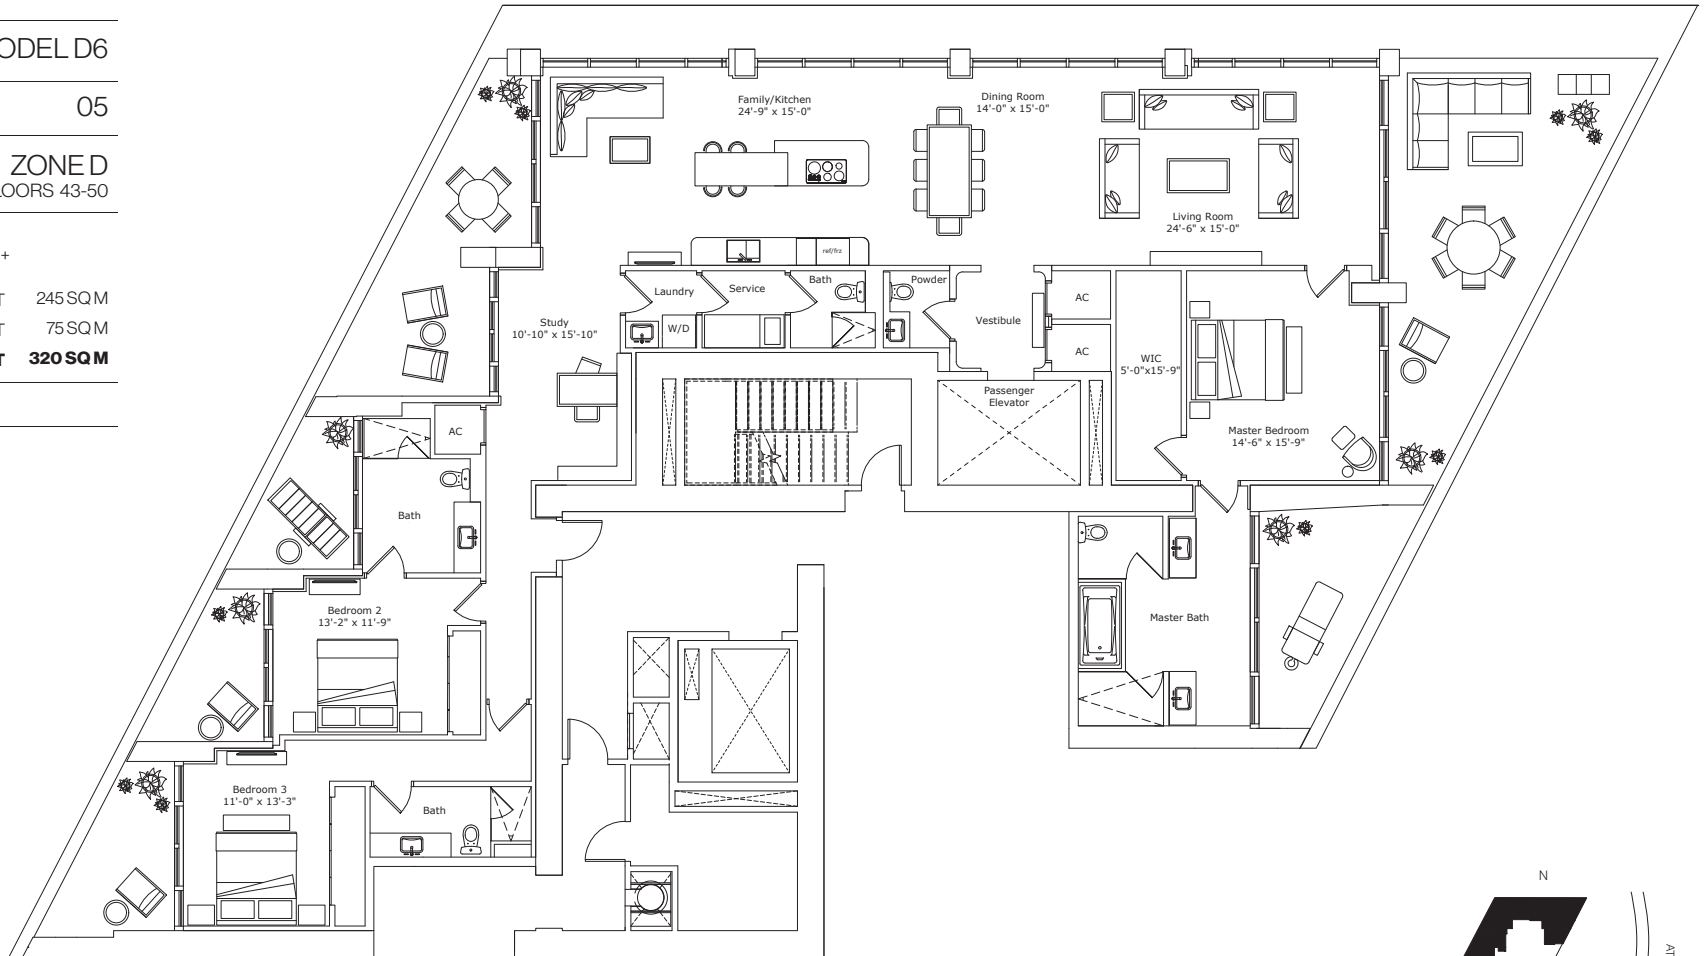 ODEL D6
05
ZONE D
LOORS 43-50
+
T 245 SQ M
T 75 SQ M
T 320 SQ M
Family/Kitchen
24'-9" x 15'-0"
Dining Room
14'-0" x 15'-0"
Living Room
24'-6" x 15'-0"
ref/frz
Laundry
Service
Bath
Powder
W/D
Vestibule
AC
AC
Study
10'-10" x 15'-10"
WIC
5'-0"x15'-9"
Passenger
Elevator
Master Bedroom
14'-6" x 15'-9"
AC
Bath
Bedroom 2
13'-2" x 11'-9"
Master Bath
Bedroom 3
11'-0" x 13'-3"
Bath
N
AT